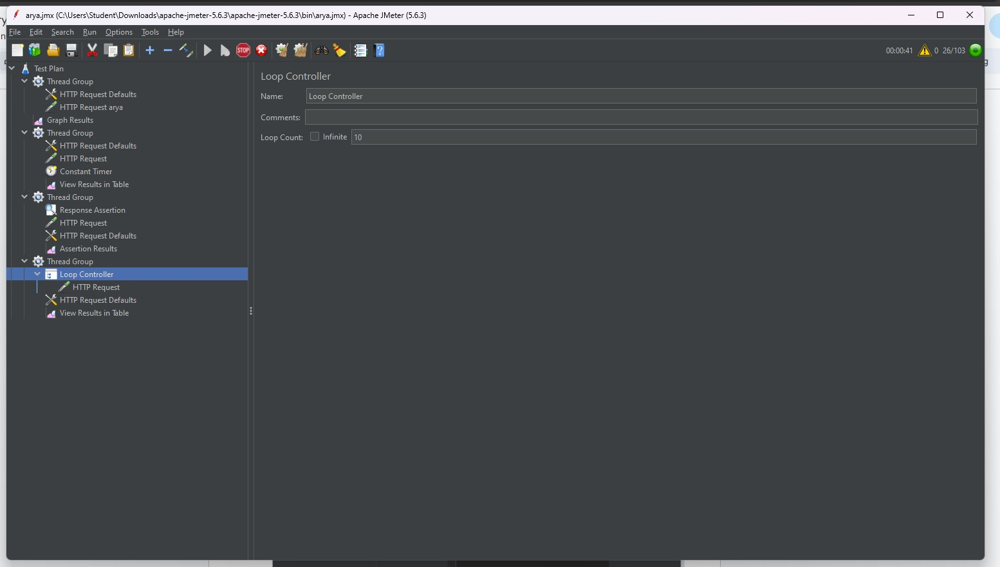 arya.jmx (C:\Users\Student\Downloads\apache-jmeter-5.6.3\apache-jmeter-5.6.3\bin\arya.jmx) - Apache JMeter (5.6.3)
File Edit Search Run Options Tools Help
STOP
00:00:41 0 26/103
Test Plan
Thread Group
HTTP Request Defaults
HTTP Request arya
Graph Results
Thread Group
HTTP Request Defaults
HTTP Request
Constant Timer
View Results in Table
Thread Group
Response Assertion
HTTP Request
HTTP Request Defaults
Assertion Results
Thread Group
Loop Controller
HTTP Request
HTTP Request Defaults
View Results in Table
Loop Controller
Name: Loop Controller
Comments:
Loop Count: Infinite 10